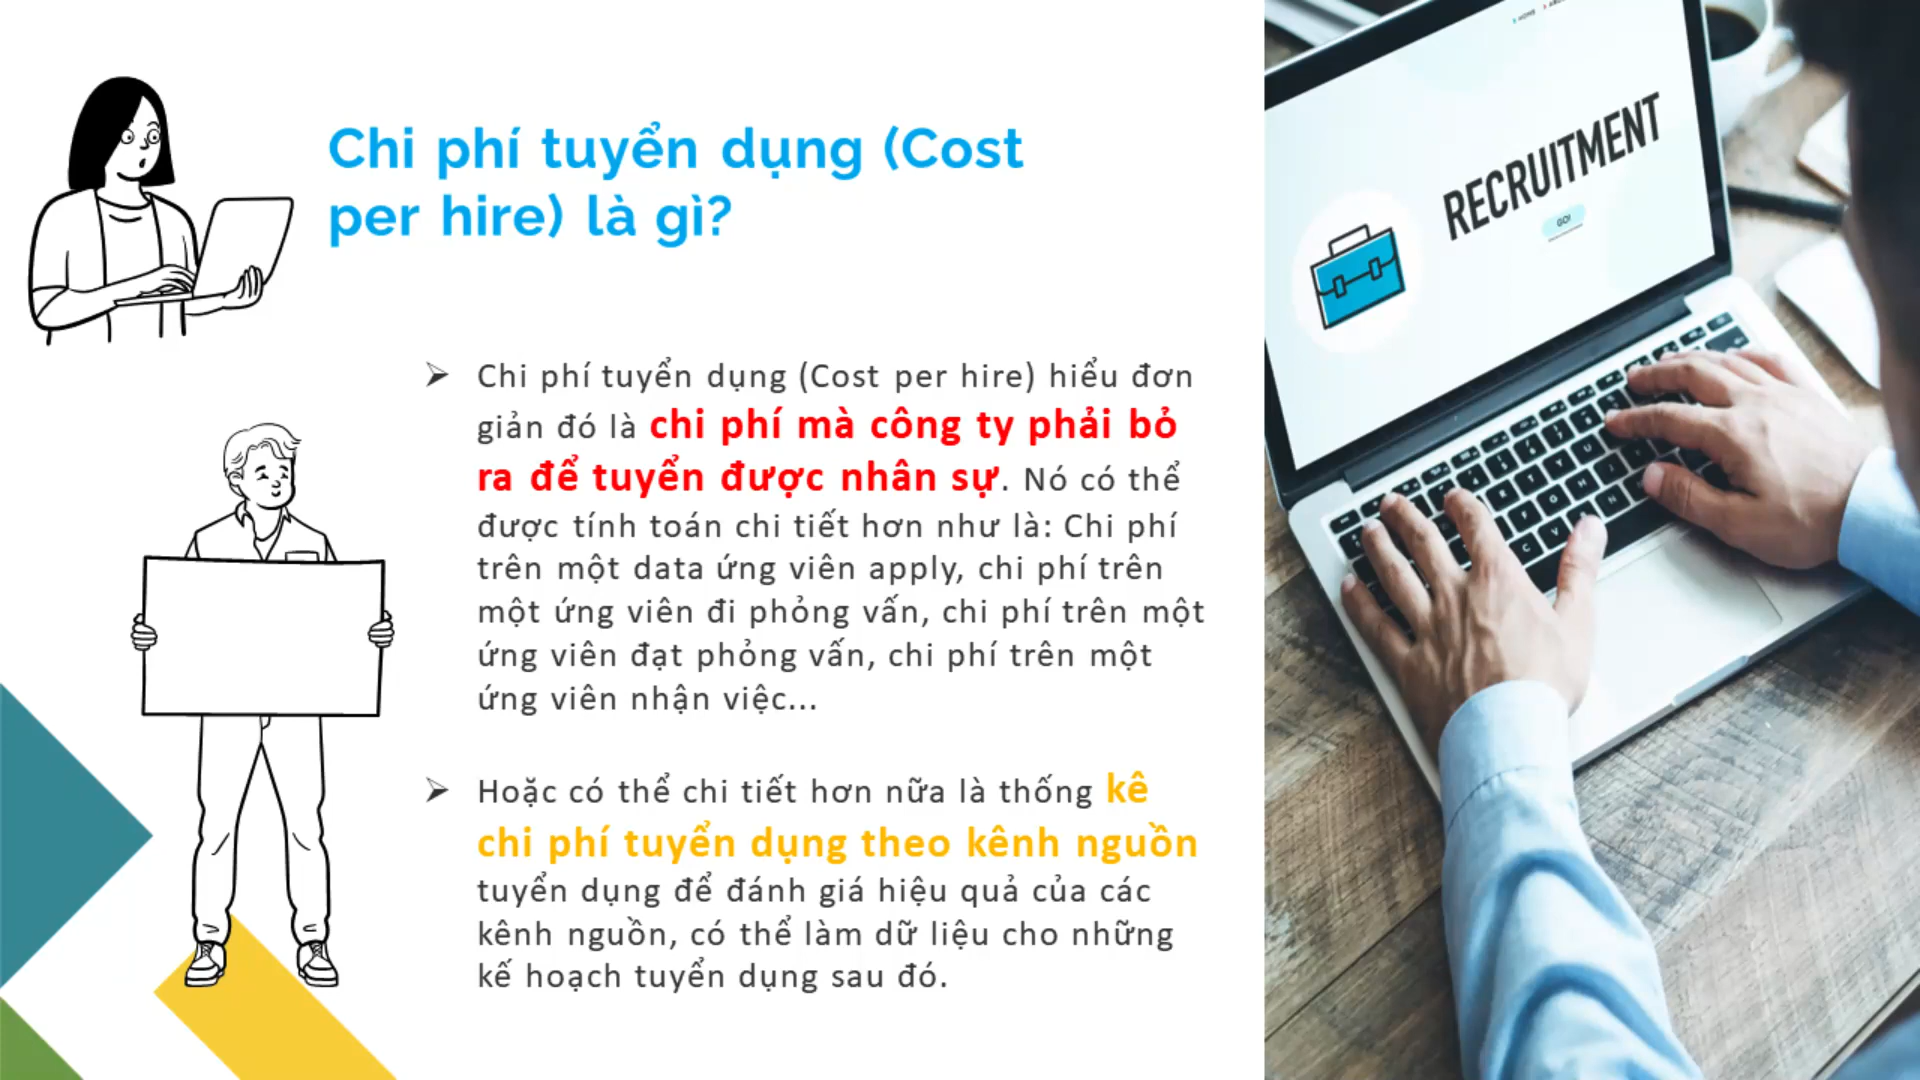 Chi phí tuyển dụng (Cost
per hire) là gì?
Chi phí tuyển dụng (Cost per hire) hiểu đơn
giản đó là chi phí mà công ty phải bỏ
ra để tuyển được nhân sự. Nó có thể
được tính toán chi tiết hơn như là: Chi phí
trên một data ứng viên apply, chi phí trên
một ứng viên đi phỏng vấn, chi phí trên một
ứng viên đạt phỏng vấn, chi phí trên một
ứng viên nhận việc...
Hoặc có thể chi tiết hơn nữa là thống kê
chi phí tuyển dụng theo kênh nguồn
tuyển dụng để đánh giá hiệu quả của các
kênh nguồn, có thể làm dữ liệu cho những
kế hoạch tuyển dụng sau đó.
HOME
RECRUITMENT
GO!